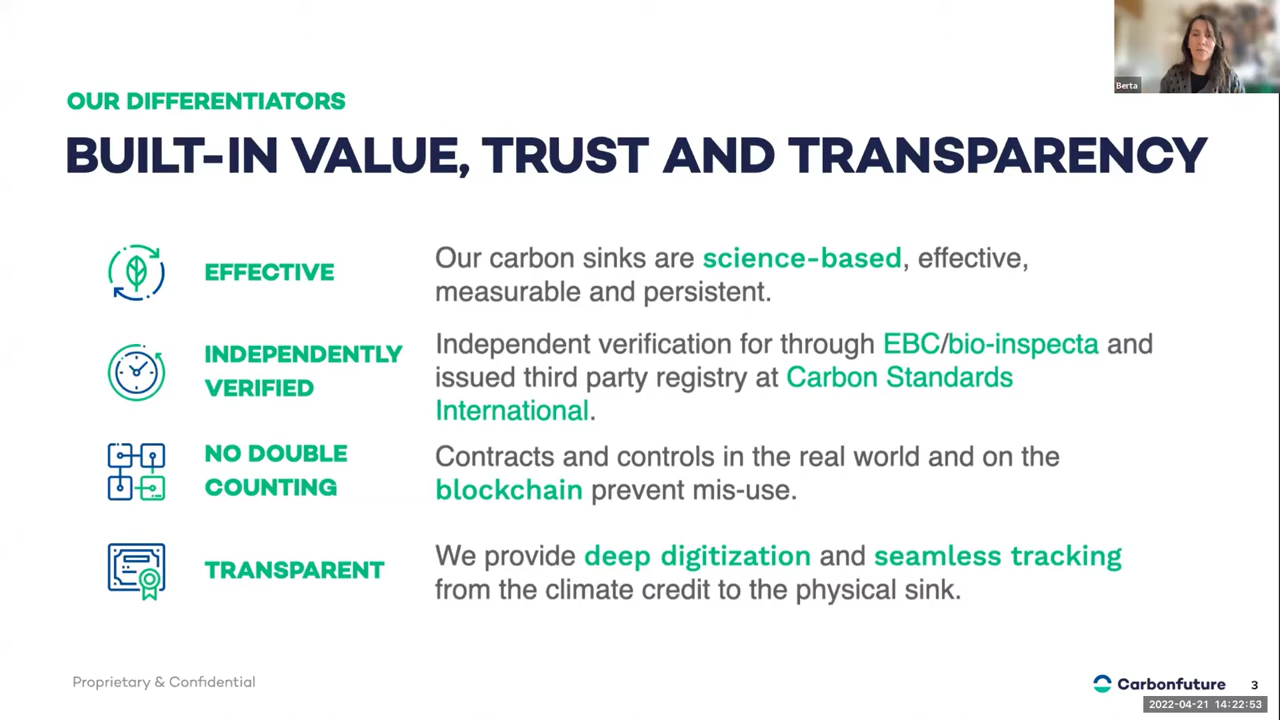 Berta
OUR DIFFERENTIATORS
BUILT-IN VALUE, TRUST AND TRANSPARENCY
EFFECTIVE
Our carbon sinks are science-based, effective,
measurable and persistent.
INDEPENDENTLY
VERIFIED
Independent verification for through EBC/bio-inspecta and
issued third party registry at Carbon Standards
International.
NO DOUBLE
COUNTING
Contracts and controls in the real world and on the
blockchain prevent mis-use.
TRANSPARENT
We provide deep digitization and seamless tracking
from the climate credit to the physical sink.
Proprietary & Confidential
Carbonfuture
3
2022-04-21 14:22:53